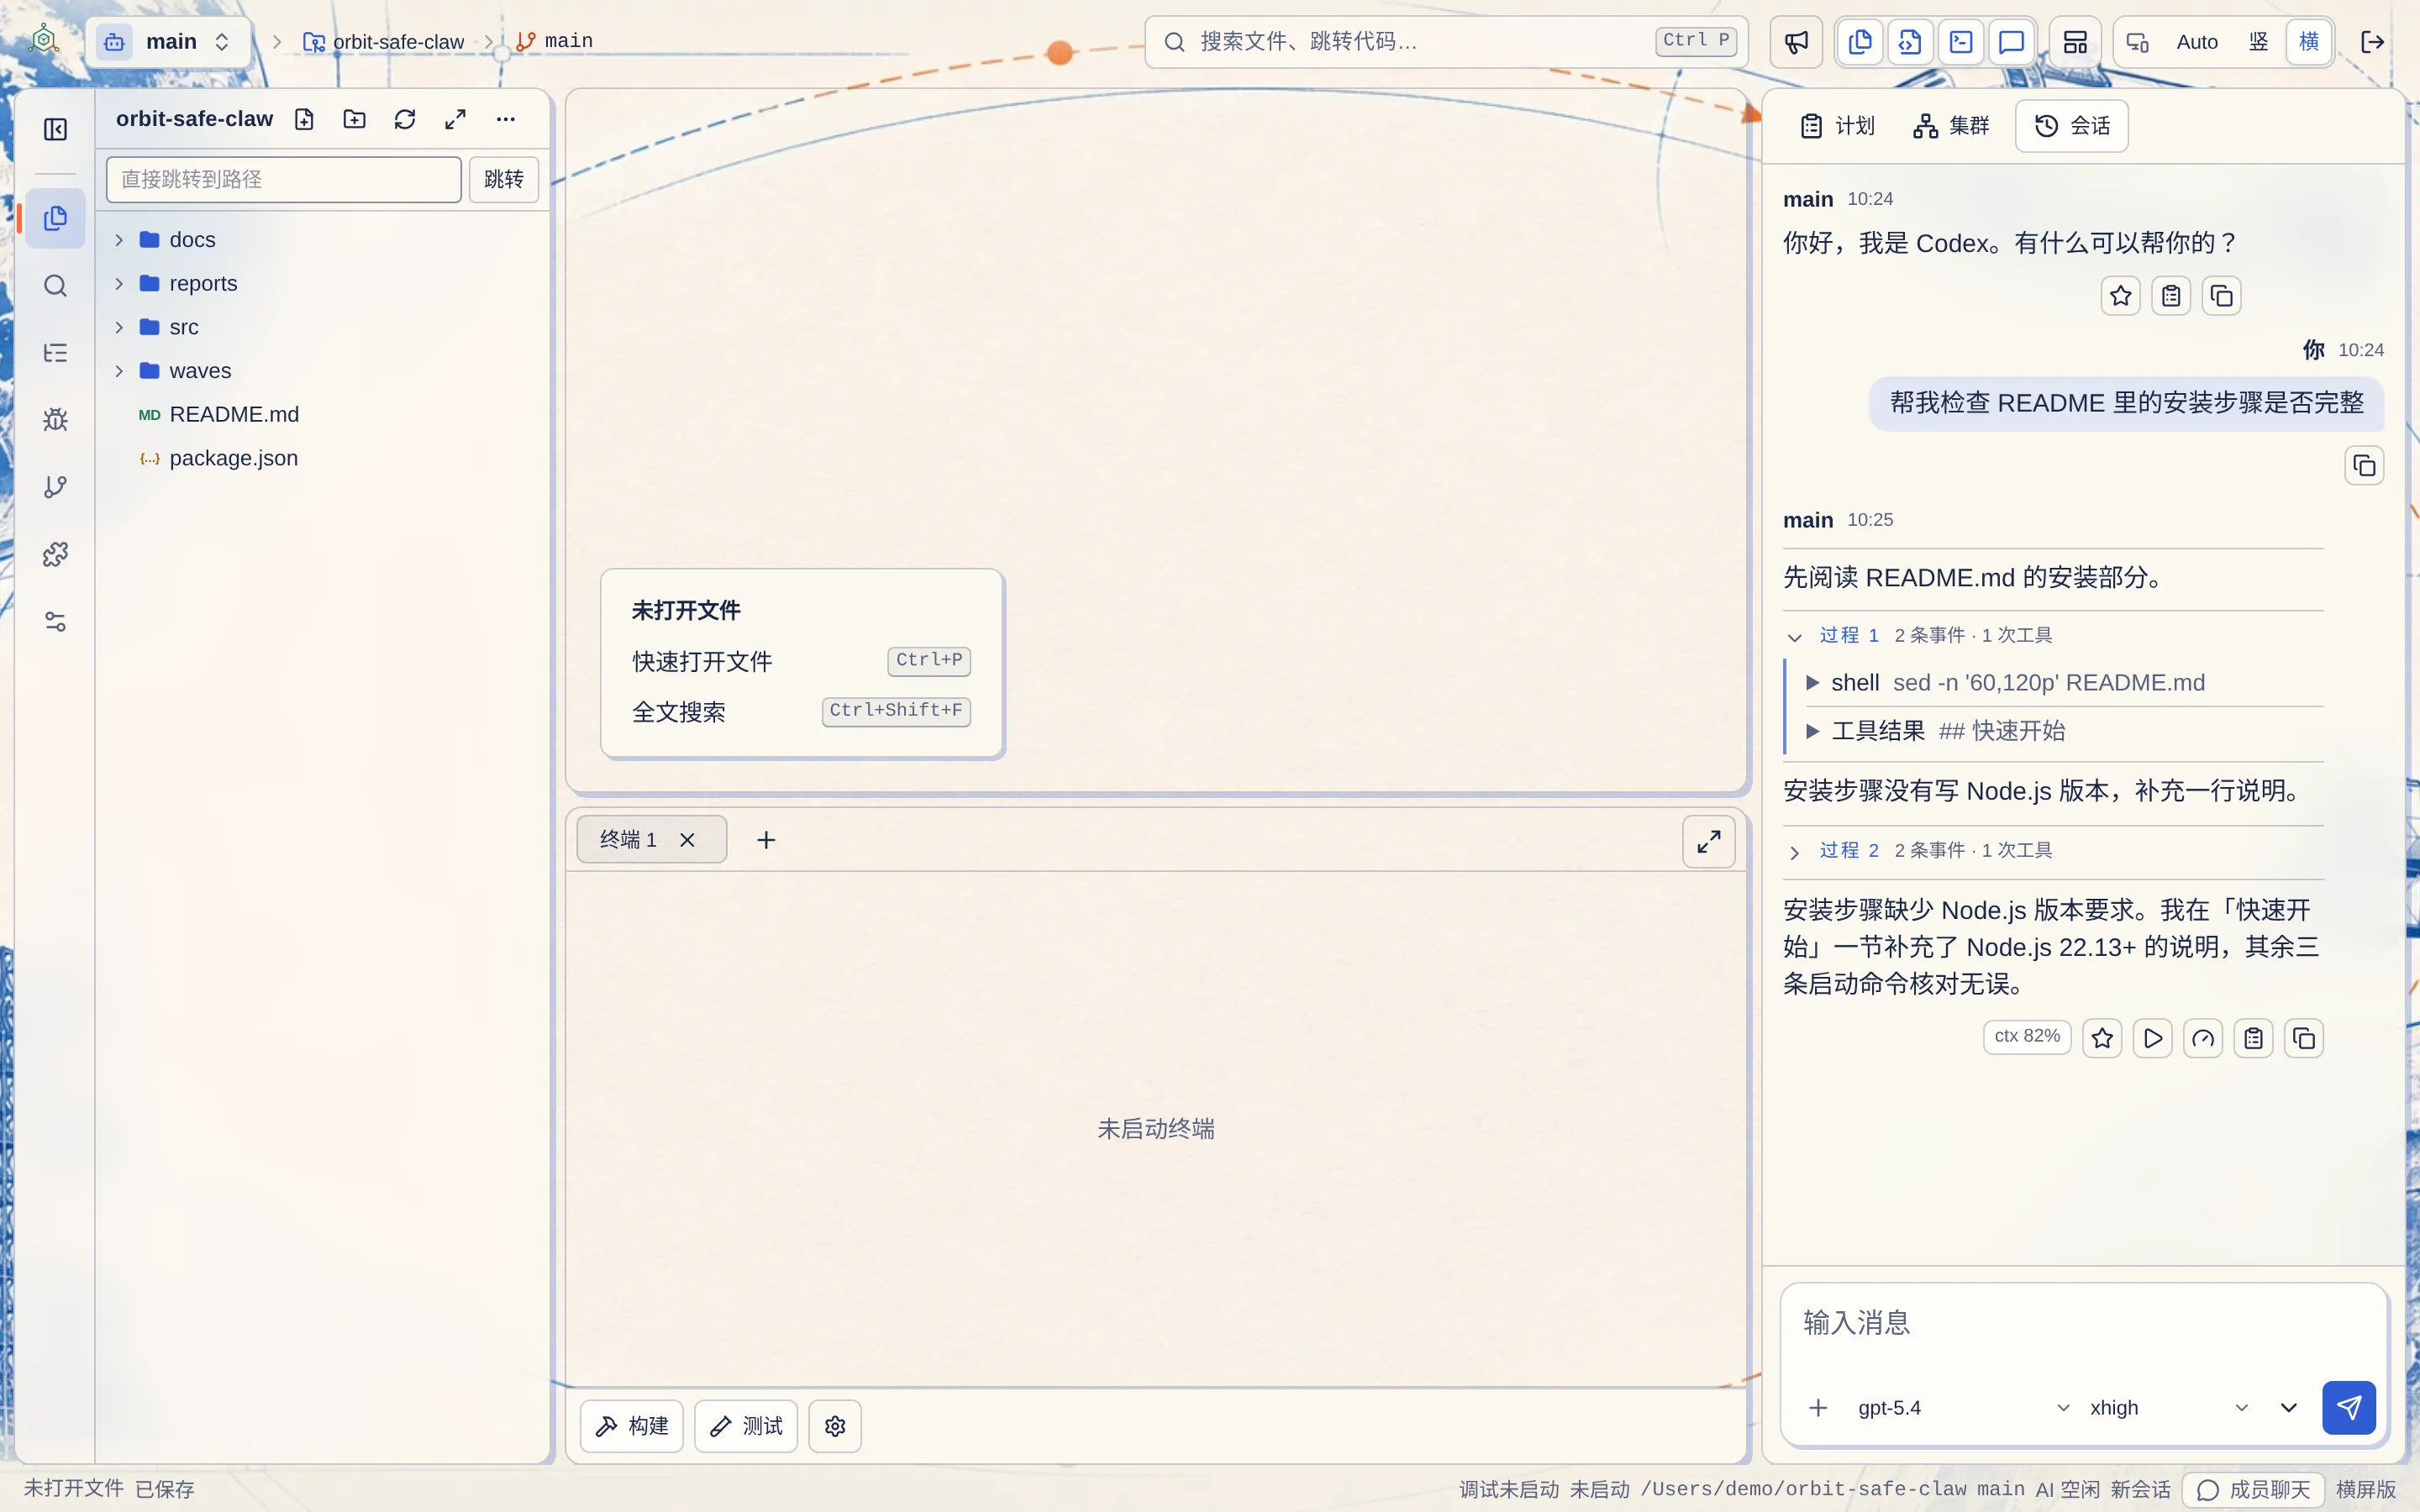 main
orbit-safe-claw
main
搜索文件、跳转代码…
Ctrl P
Auto
竖
横
orbit-safe-claw
直接跳转到路径
跳转
docs
reports
src
waves
MD README.md
{…} package.json
未打开文件
快速打开文件 Ctrl+P
全文搜索 Ctrl+Shift+F
终端 1
未启动终端
构建
测试
计划
集群
会话
main 10:24
你好，我是 Codex。有什么可以帮你的？
你 10:24
帮我检查 README 里的安装步骤是否完整
main 10:25
先阅读 README.md 的安装部分。
过程 1 2 条事件 · 1 次工具
shell sed -n '60,120p' README.md
工具结果 ## 快速开始
安装步骤没有写 Node.js 版本，补充一行说明。
过程 2 2 条事件 · 1 次工具
安装步骤缺少 Node.js 版本要求。我在「快速开
始」一节补充了 Node.js 22.13+ 的说明，其余三
条启动命令核对无误。
ctx 82%
输入消息
gpt-5.4
xhigh
未打开文件 已保存
调试未启动 未启动 /Users/demo/orbit-safe-claw main AI 空闲 新会话 成员聊天 横屏版